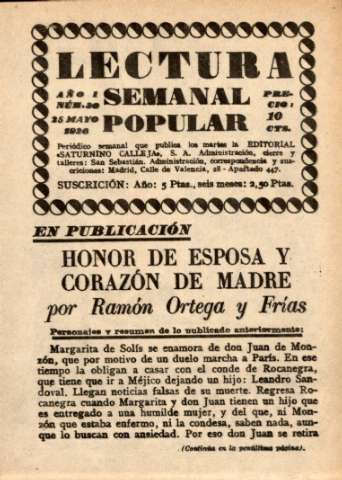 LECTURA
AÑO I
NÚM. 20
SEMANAL
PRE-
CIO:
25 MAYO
1926
POPULAR
10
CTS.
Periódico semanal que publica los martes la EDITORIAL
«SATURNINO CALLEJA», S. A. Administración, cierre y
talleres: San Sebastián. Administración, correspondencia y sus-
criciones: Madrid, Calle de Valencia, 28 - Apartado 447.
SUSCRICIÓN: Año: 5 Ptas., seis meses: 2,50 Ptas.
EN PUBLICACIÓN
HONOR DE ESPOSA Y
CORAZÓN DE MADRE
por Ramón Ortega y Frías
Personajes y resumen de lo publicado anteriormente:
Margarita de Solís se enamora de don Juan de Mon-
zón, que por motivo de un duelo marcha a París. En ese
tiempo la obligan a casar con el conde de Rocanegra,
que tiene que ir a Méjico dejando un hijo: Leandro San-
doval. Llegan noticias falsas de su muerte. Regresa Ro-
canegra cuando Margarita y don Juan tienen un hijo que
es entregado a una humilde mujer, y del que, ni Mon-
zón que estaba enfermo, ni la condesa, saben nada, aun-
que lo buscan con ansiedad. Por eso don Juan se retira
(Continúa en la penúltima página).